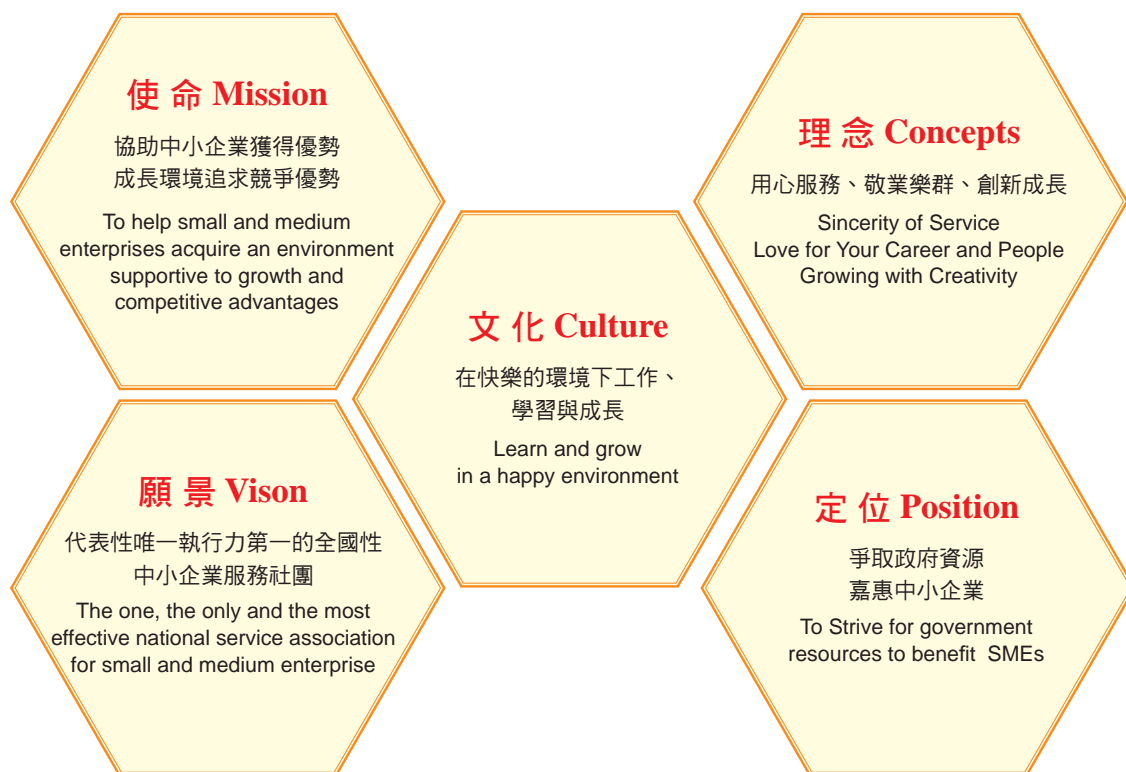 使命 Mission
協助中小企業獲得優勢
成長環境追求競爭優勢
To help small and medium
enterprises acquire an environment
supportive to growth and
competitive advantages
理念 Concepts
用心服務、敬業樂群、創新成長
Sincerity of Service
Love for Your Career and People
Growing with Creativity
文化 Culture
在快樂的環境下工作、
學習與成長
Learn and grow
in a happy environment
願景 Vison
代表性唯一執行力第一的全國性
中小企業服務社團
The one, the only and the most
effective national service association
for small and medium enterprise
定位 Position
爭取政府資源
嘉惠中小企業
To Strive for government
resources to benefit SMEs